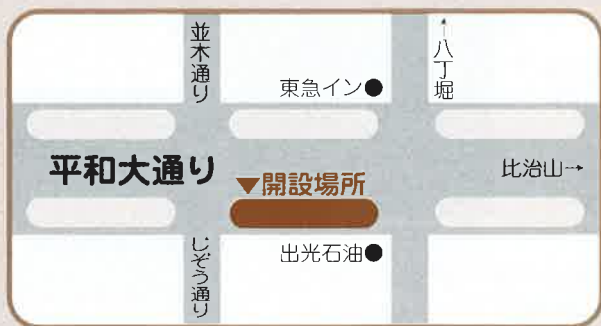 並木通り
↑八丁堀
東急イン●
平和大通り
比治山→
▼開設場所
じぞう通り
出光石油●